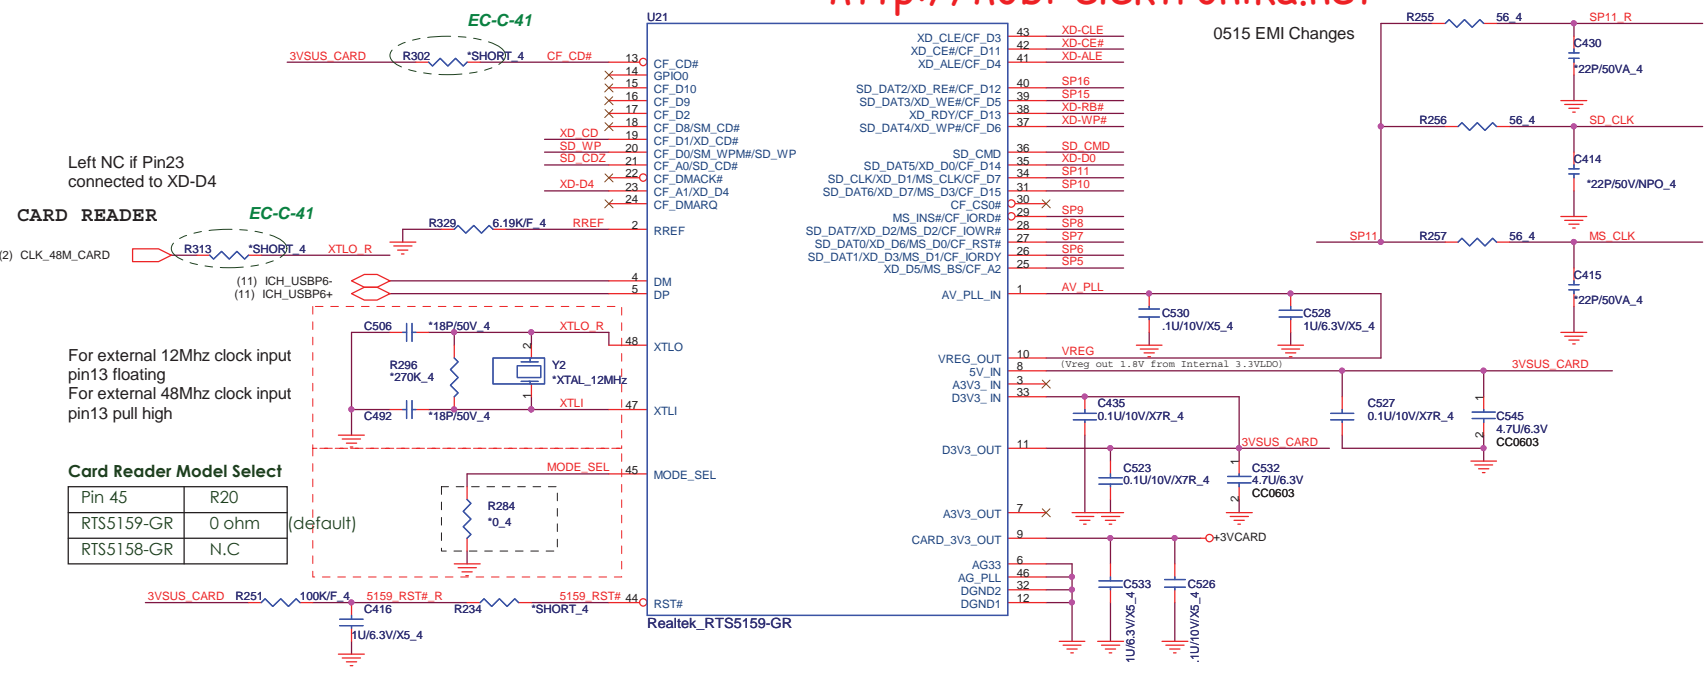 EC-C-41
U21
0515 EMI Changes
3VSUS_CARD R302 *SHORT_4 CF_CD#
13 CF_CD#
14 GPIO0
15 CF_D10
16 CF_D9
17 CF_D2
18 CF_D8/SM_CD#
XD_CD 19 CF_D1/XD_CD#
SD_WP 20 CF_D0/SM_WPM#/SD_WP
SD_CDZ 21 CF_A0/SD_CD#
22 CF_DMACK#
XD-D4 23 CF_A1/XD_D4
24 CF_DMARQ
Left NC if Pin23
connected to XD-D4
CARD READER
EC-C-41
R329 6.19K/F_4 RREF 2 RREF
(2) CLK_48M_CARD R313 *SHORT_4 XTLO_R
(11) ICH_USBP6- 4 DM
(11) ICH_USBP6+ 5 DP
C506 *18P/50V_4 XTLO_R
48 XTLO
R296
*270K_4
2
Y2
*XTAL_12MHz
1
C492 *18P/50V_4 XTLI 47 XTLI
For external 12Mhz clock input
pin13 floating
For external 48Mhz clock input
pin13 pull high
Card Reader Model Select
Pin 45 R20
RTS5159-GR 0 ohm (default)
RTS5158-GR N.C
MODE_SEL 45 MODE_SEL
R284
*0_4
3VSUS_CARD R251 100K/F_4 5159_RST#_R R234 *SHORT_4 5159_RST# 44 RST#
C416
1U/6.3V/X5_4
Realtek_RTS5159-GR
XD_CLE/CF_D3 43 XD-CLE
XD_CE#/CF_D11 42 XD-CE#
XD_ALE/CF_D4 41 XD-ALE
SD_DAT2/XD_RE#/CF_D12 40 SP16
SD_DAT3/XD_WE#/CF_D5 39 SP15
XD_RDY/CF_D13 38 XD-RB#
SD_DAT4/XD_WP#/CF_D6 37 XD-WP#
SD_CMD 36 SD_CMD
SD_DAT5/XD_D0/CF_D14 35 XD-D0
SD_CLK/XD_D1/MS_CLK/CF_D7 34 SP11
SD_DAT6/XD_D7/MS_D3/CF_D15 31 SP10
CF_CS0# 30
MS_INS#/CF_IORD# 29 SP9
SD_DAT7/XD_D2/MS_D2/CF_IOWR# 28 SP8
SD_DAT0/XD_D6/MS_D0/CF_RST# 27 SP7
SD_DAT1/XD_D3/MS_D1/CF_IORDY 26 SP6
XD_D5/MS_BS/CF_A2 25 SP5
AV_PLL_IN 1 AV_PLL
C530
.1U/10V/X5_4
C528
1U/6.3V/X5_4
VREG_OUT 10 VREG
(Vreg out 1.8V from Internal 3.3VLDO)
5V_IN 8 3VSUS_CARD
A3V3_ IN 3
D3V3_ IN 33
C435
0.1U/10V/X7R_4
C527
0.1U/10V/X7R_4
1
C545
4.7U/6.3V
CC0603
2
D3V3_OUT 11 3VSUS_CARD
C523
0.1U/10V/X7R_4
1
C532
4.7U/6.3V
CC0603
2
A3V3_OUT 7
CARD_3V3_OUT 9 +3VCARD
AG33 6
AG_PLL 46
DGND2 32
DGND1 12
C533
1U/6.3V/X5_4
C526
.1U/10V/X5_4
R255 56_4 SP11_R
C430
*22P/50VA_4
R256 56_4 SD_CLK
C414
*22P/50V/NPO_4
SP11 R257 56_4 MS_CLK
C415
*22P/50VA_4